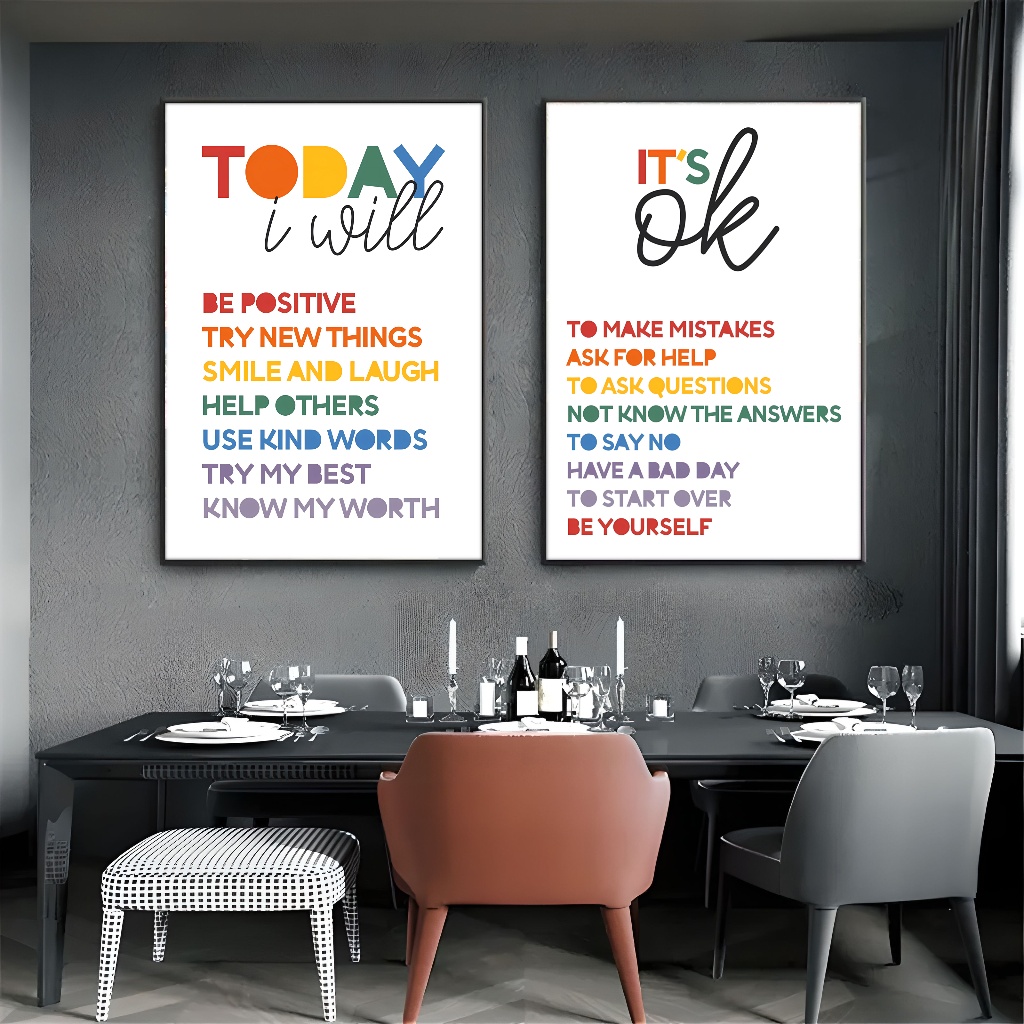 TODAY
i will
BE POSITIVE
TRY NEW THINGS
SMILE AND LAUGH
HELP OTHERS
USE KIND WORDS
TRY MY BEST
KNOW MY WORTH
IT'S
ok
TO MAKE MISTAKES
ASK FOR HELP
TO ASK QUESTIONS
NOT KNOW THE ANSWERS
TO SAY NO
HAVE A BAD DAY
TO START OVER
BE YOURSELF